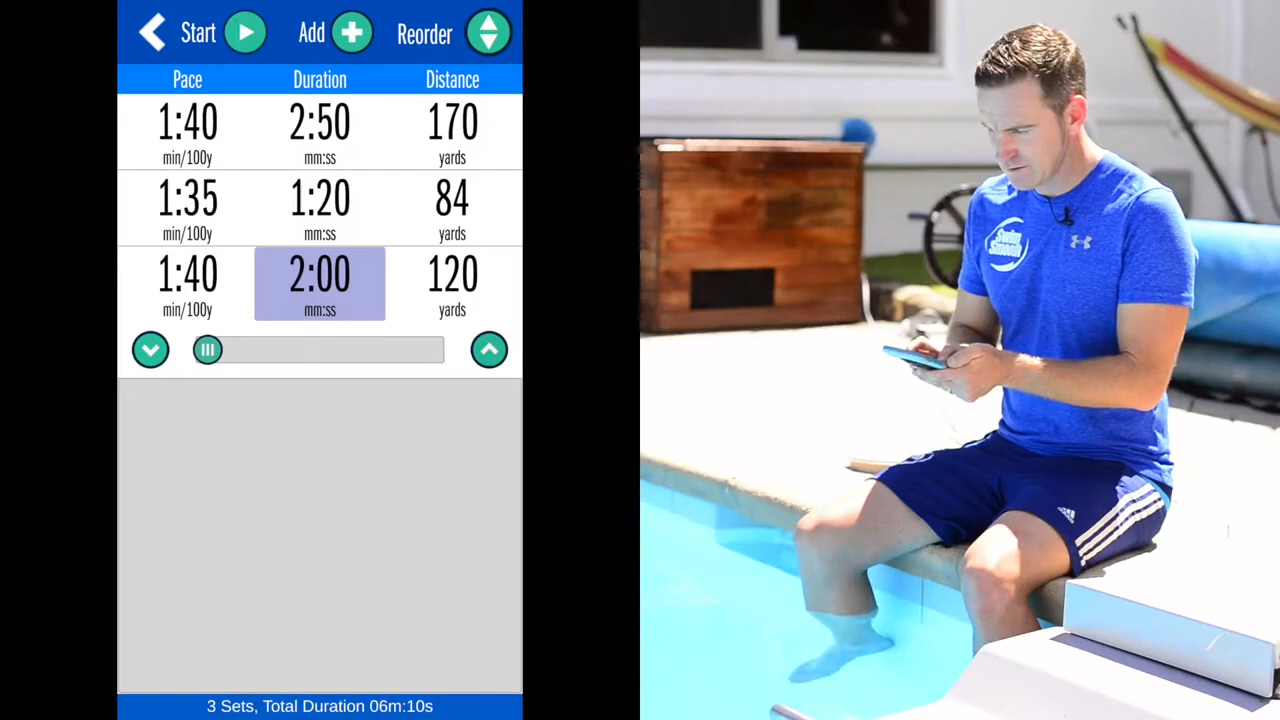 Start Add Reorder
Pace Duration Distance
1:40 2:50 170
min/100y mm:ss yards
1:35 1:20 84
min/100y mm:ss yards
1:40 2:00 120
min/100y mm:ss yards
3 Sets, Total Duration 06m:10s
Swim
Smooth